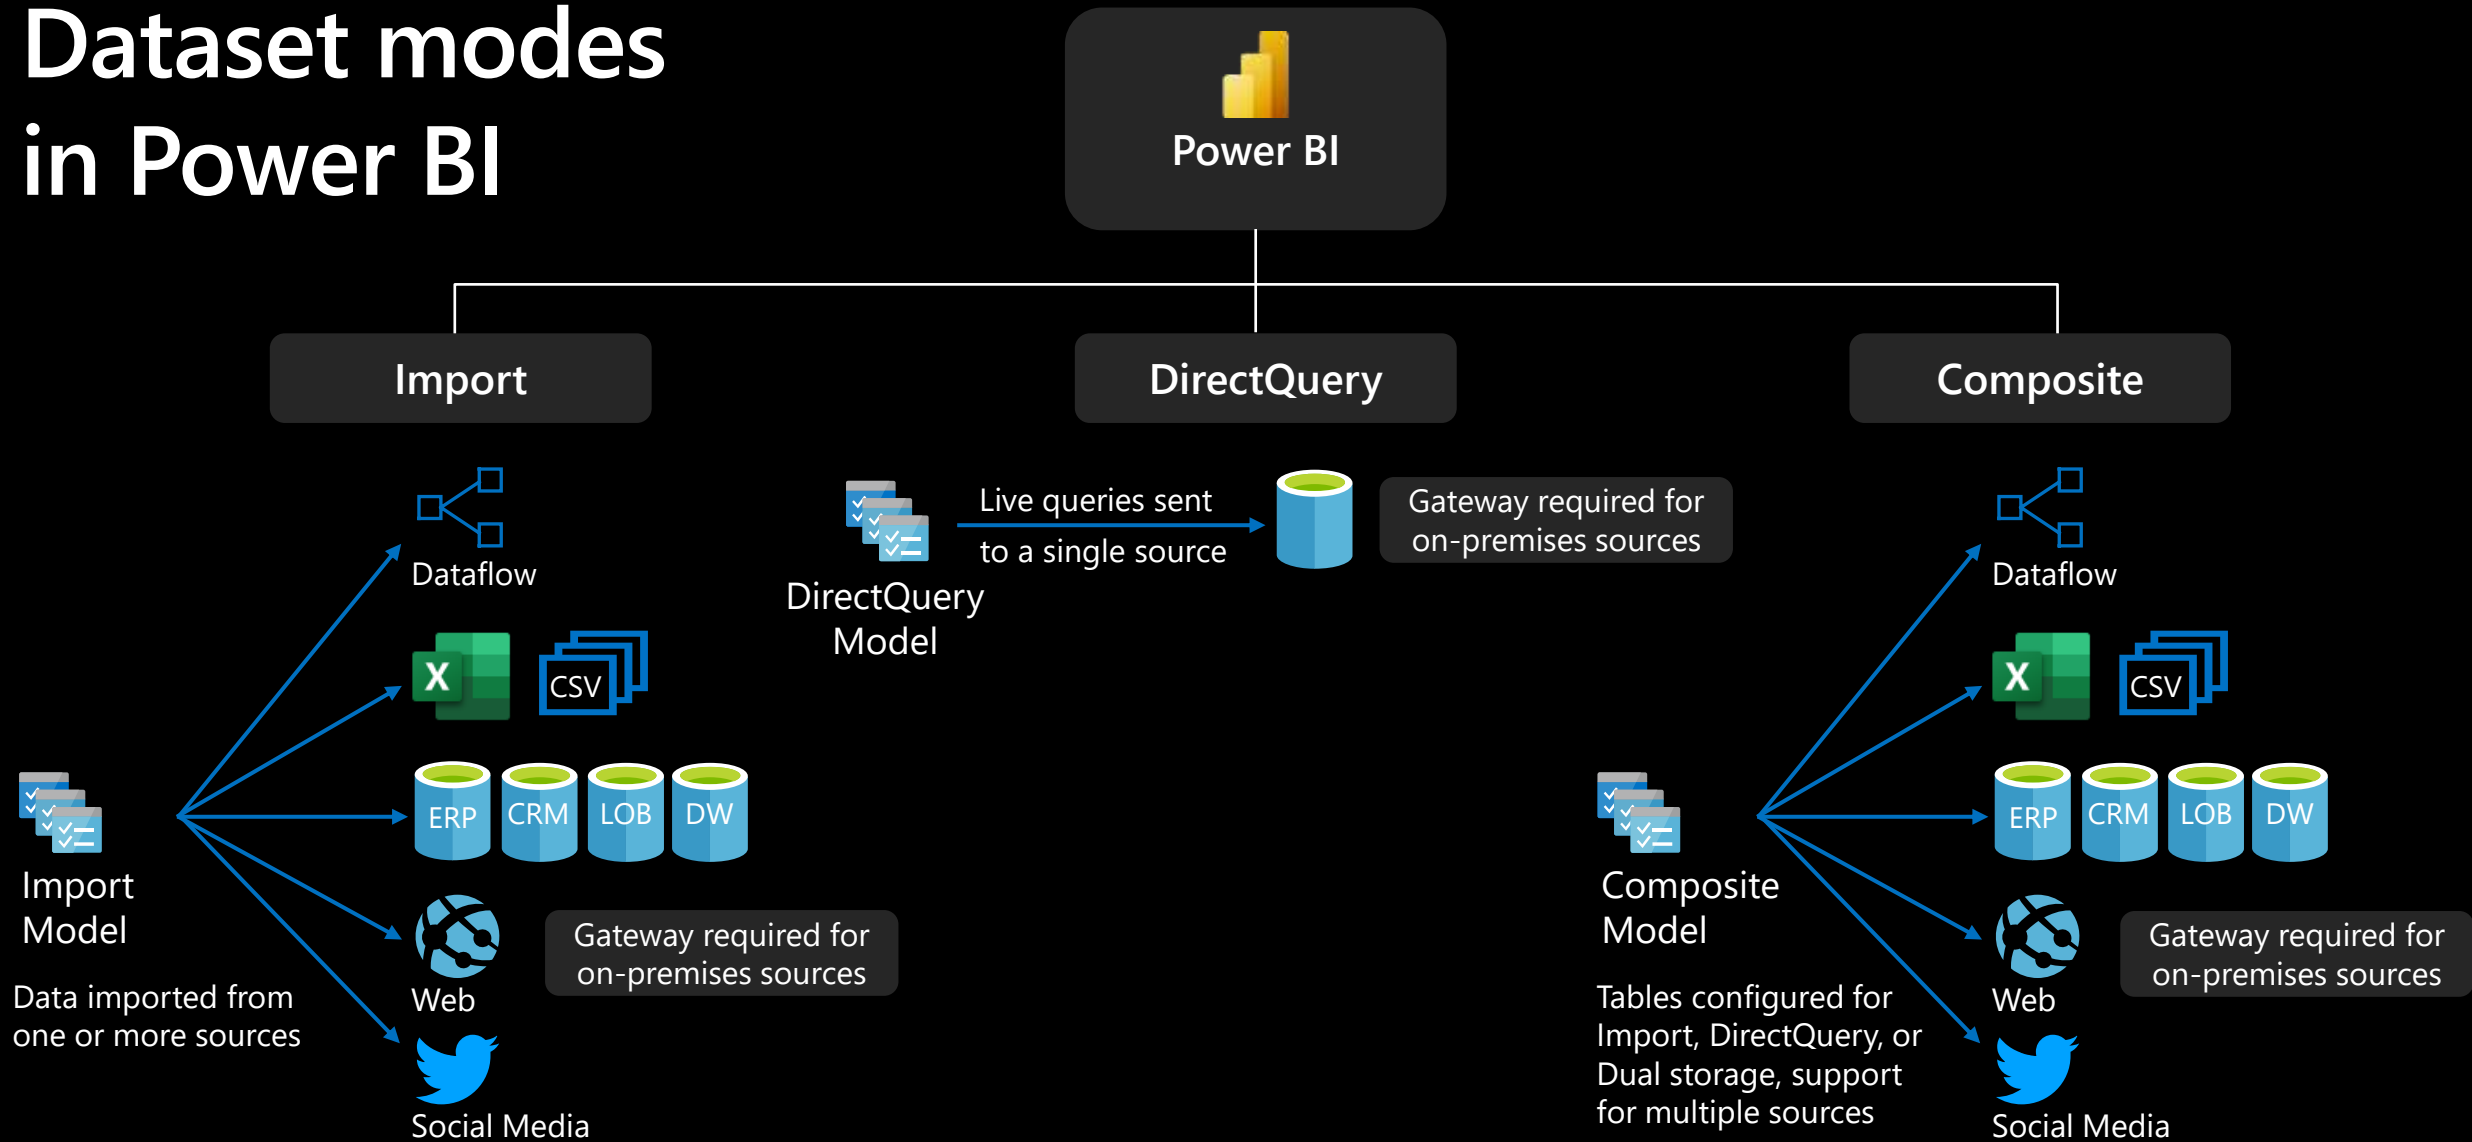 Dataset modes
in Power BI
Power BI
Import
DirectQuery
Composite
Dataflow
X
CSV
ERP
CRM
LOB
DW
Import
Model
Data imported from
one or more sources
Web
Gateway required for
on-premises sources
Social Media
DirectQuery
Model
Live queries sent
to a single source
Gateway required for
on-premises sources
Dataflow
X
CSV
ERP
CRM
LOB
DW
Composite
Model
Tables configured for
Import, DirectQuery, or
Dual storage, support
for multiple sources
Web
Gateway required for
on-premises sources
Social Media